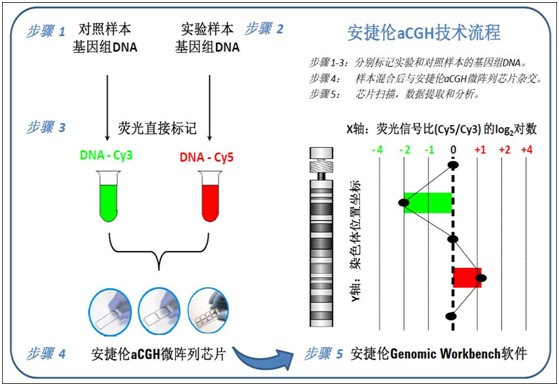 步骤 1
对照样本
基因组DNA
实验样本
基因组DNA
步骤 2
安捷伦aCGH技术流程
步骤 1-3：分别标记实验和对照样本的基因组DNA。
步骤 4： 样本混合后与安捷伦aCGH微阵列芯片杂交。
步骤 5： 芯片扫描，数据提取和分析。
步骤 3
荧光直接标记
DNA - Cy3
DNA - Cy5
X轴：荧光信号比(Cy5/Cy3) 的log2对数
- 4 -2 -1 0 +1 +2 +4
Y轴：染色体位置坐标
步骤 4
安捷伦aCGH微阵列芯片
步骤 5
安捷伦Genomic Workbench软件